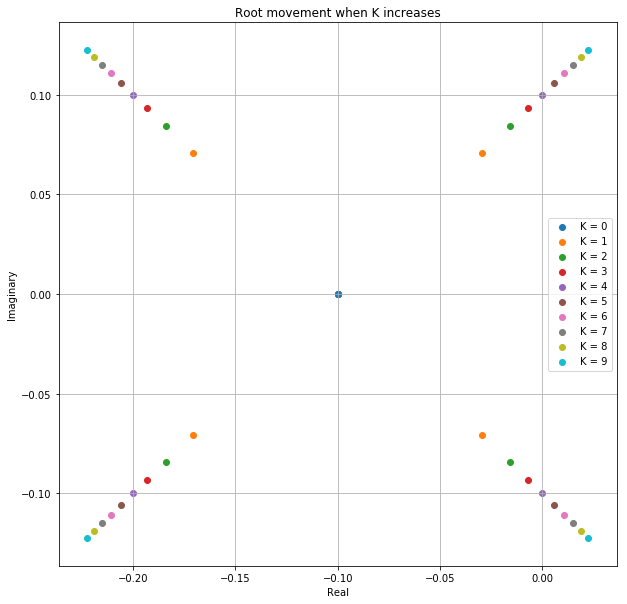 Root movement when K increases
0.10
0.05
0.00
−0.05
−0.10
Imaginary
K = 0
K = 1
K = 2
K = 3
K = 4
K = 5
K = 6
K = 7
K = 8
K = 9
−0.20
−0.15
−0.10
−0.05
0.00
Real